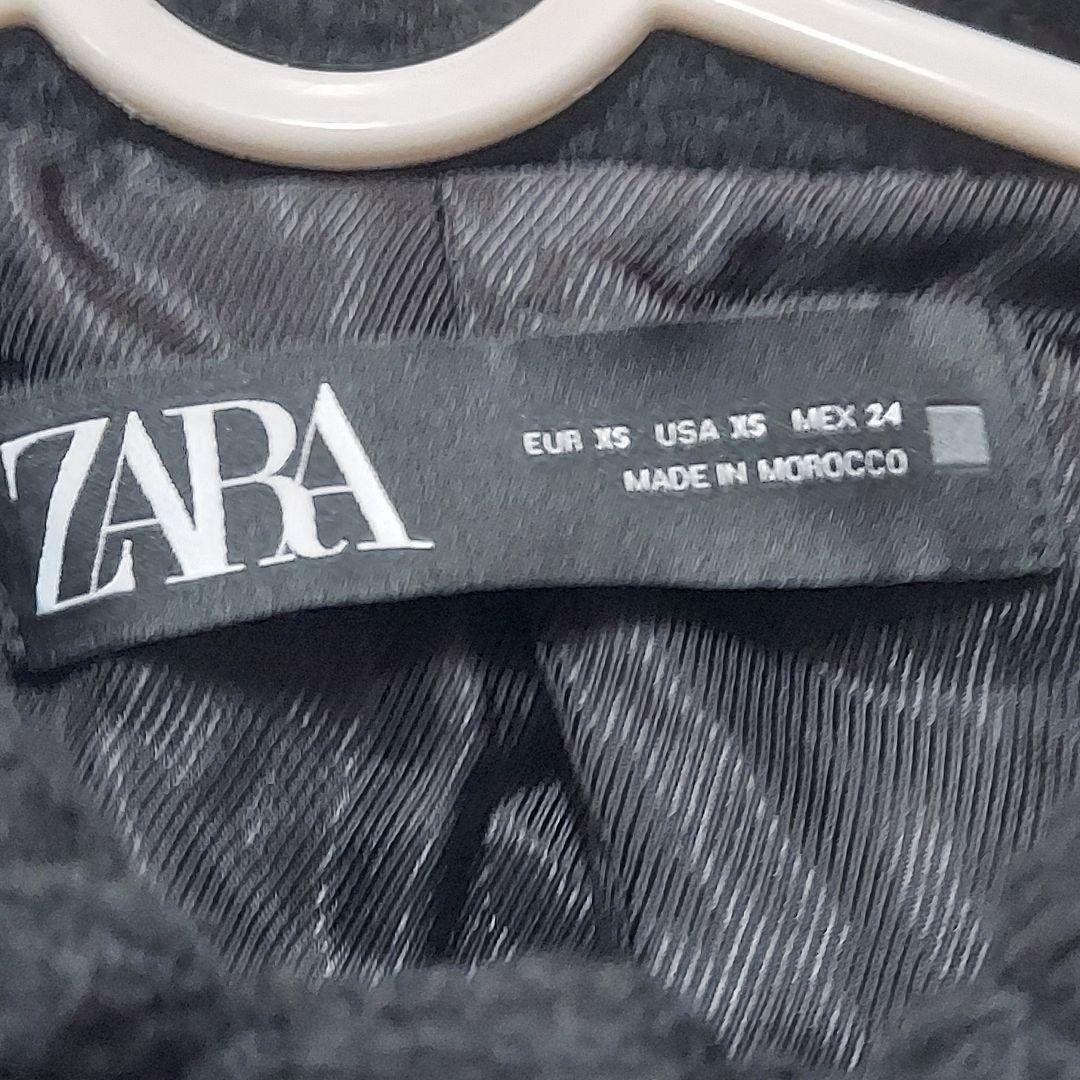 ZARA
EUR XS USA XS MEX 24
MADE IN MOROCCO